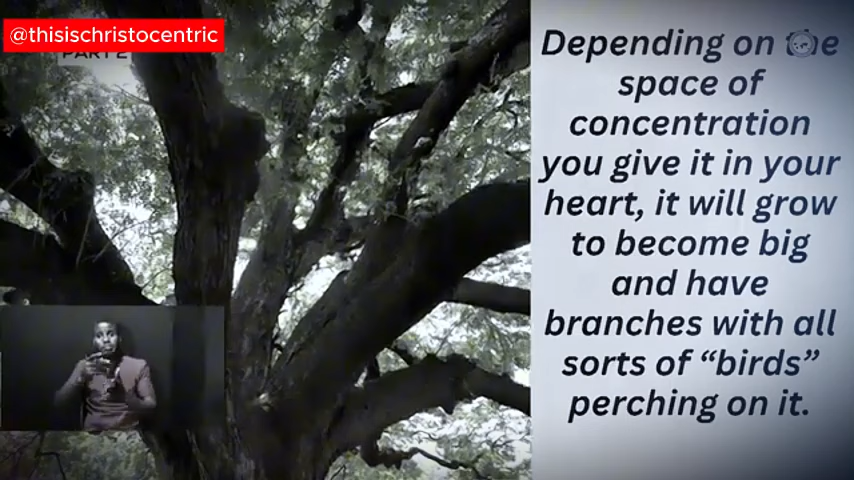 @thisischristocentric
PART 2
Depending on the
space of
concentration
you give it in your
heart, it will grow
to become big
and have
branches with all
sorts of “birds”
perching on it.